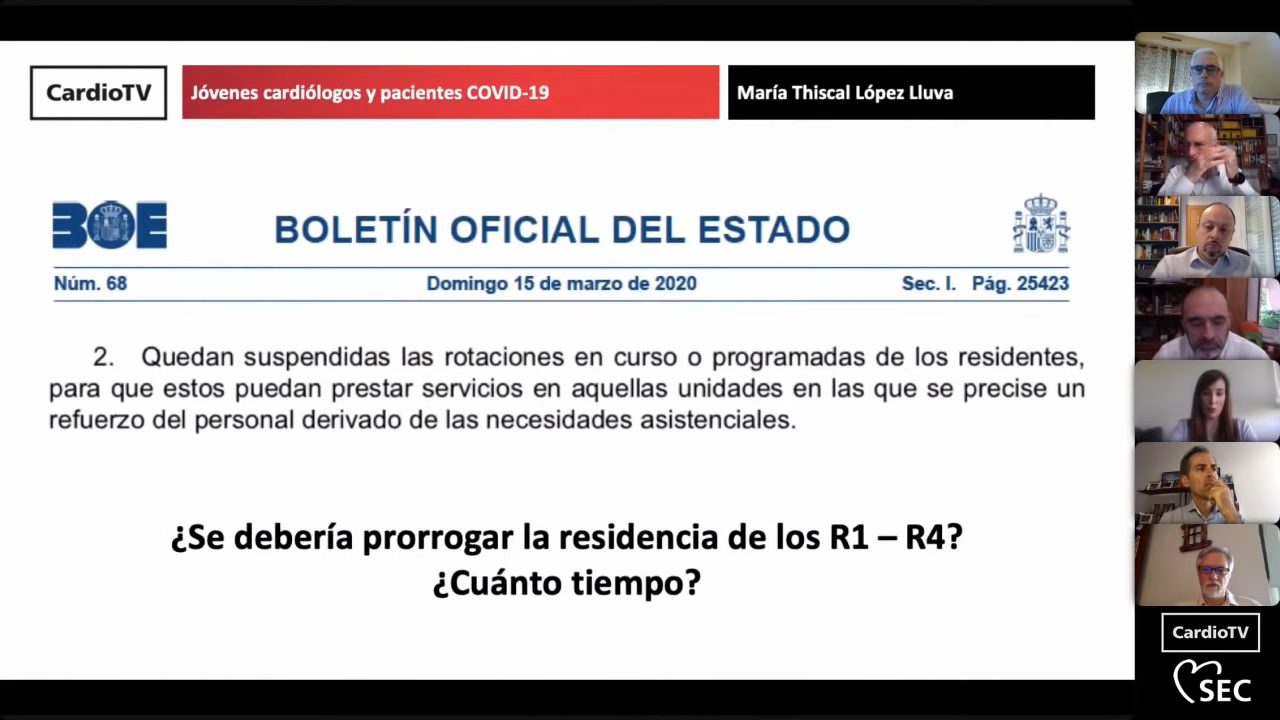 CardioTV
Jóvenes cardiólogos y pacientes COVID-19
María Thiscal López Lluva
BOE
BOLETÍN OFICIAL DEL ESTADO
Núm. 68
Domingo 15 de marzo de 2020
Sec. I. Pág. 25423
2. Quedan suspendidas las rotaciones en curso o programadas de los residentes,
para que estos puedan prestar servicios en aquellas unidades en las que se precise un
refuerzo del personal derivado de las necesidades asistenciales.
¿Se debería prorrogar la residencia de los R1 – R4?
¿Cuánto tiempo?
CardioTV
SEC